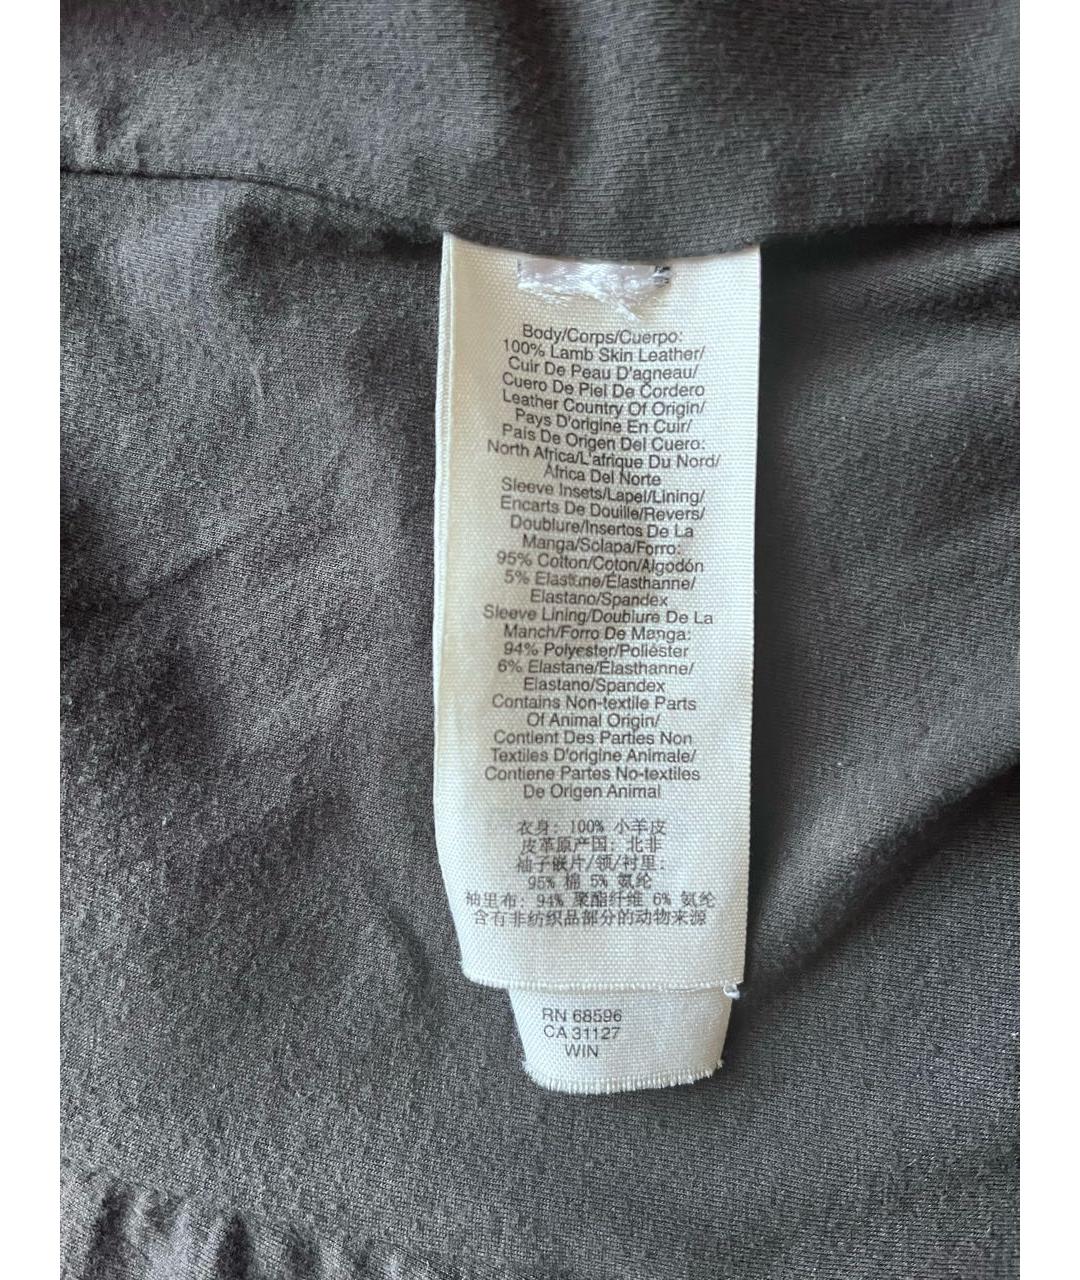 Body/Corps/Cuerpo:
100% Lamb Skin Leather/
Cuir De Peau D'agneau/
Cuero De Piel De Cordero
Leather Country Of Origin/
Pays D'origine En Cuir/
País De Origen Del Cuero:
North Africa/L'afrique Du Nord/
África Del Norte
Sleeve Insets/Lapel/Lining/
Encarts De Douille/Revers/
Doublure/Insertos De La
Manga/Sclapa/Forro:
95% Cotton/Coton/Algodón
5% Elastane/Élasthanne/
Elastano/Spandex
Sleeve Lining/Doublure De La
Manch/Forro De Manga:
94% Polyester/Poliéster
6% Elastane/Élasthanne/
Elastano/Spandex
Contains Non-textile Parts
Of Animal Origin/
Contient Des Parties Non
Textiles D'origine Animale/
Contiene Partes No-textiles
De Origen Animal
衣身: 100% 小羊皮
皮革原产国: 北非
袖子嵌片/领/衬里:
95% 棉 5% 氨纶
袖里布: 94% 聚酯纤维 6% 氨纶
含有非纺织品部分的动物来源
RN 68596
CA 31127
WIN